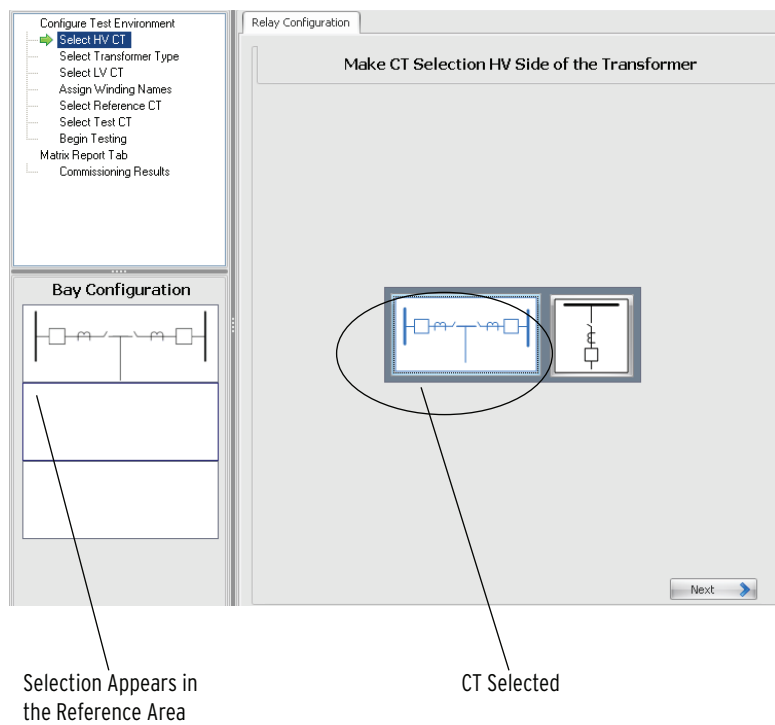 Configure Test Environment
Select HV CT
Select Transformer Type
Select LV CT
Assign Winding Names
Select Reference CT
Select Test CT
Begin Testing
Matrix Report Tab
Commissioning Results
Bay Configuration
Relay Configuration
Make CT Selection HV Side of the Transformer
Next
Selection Appears in
the Reference Area
CT Selected